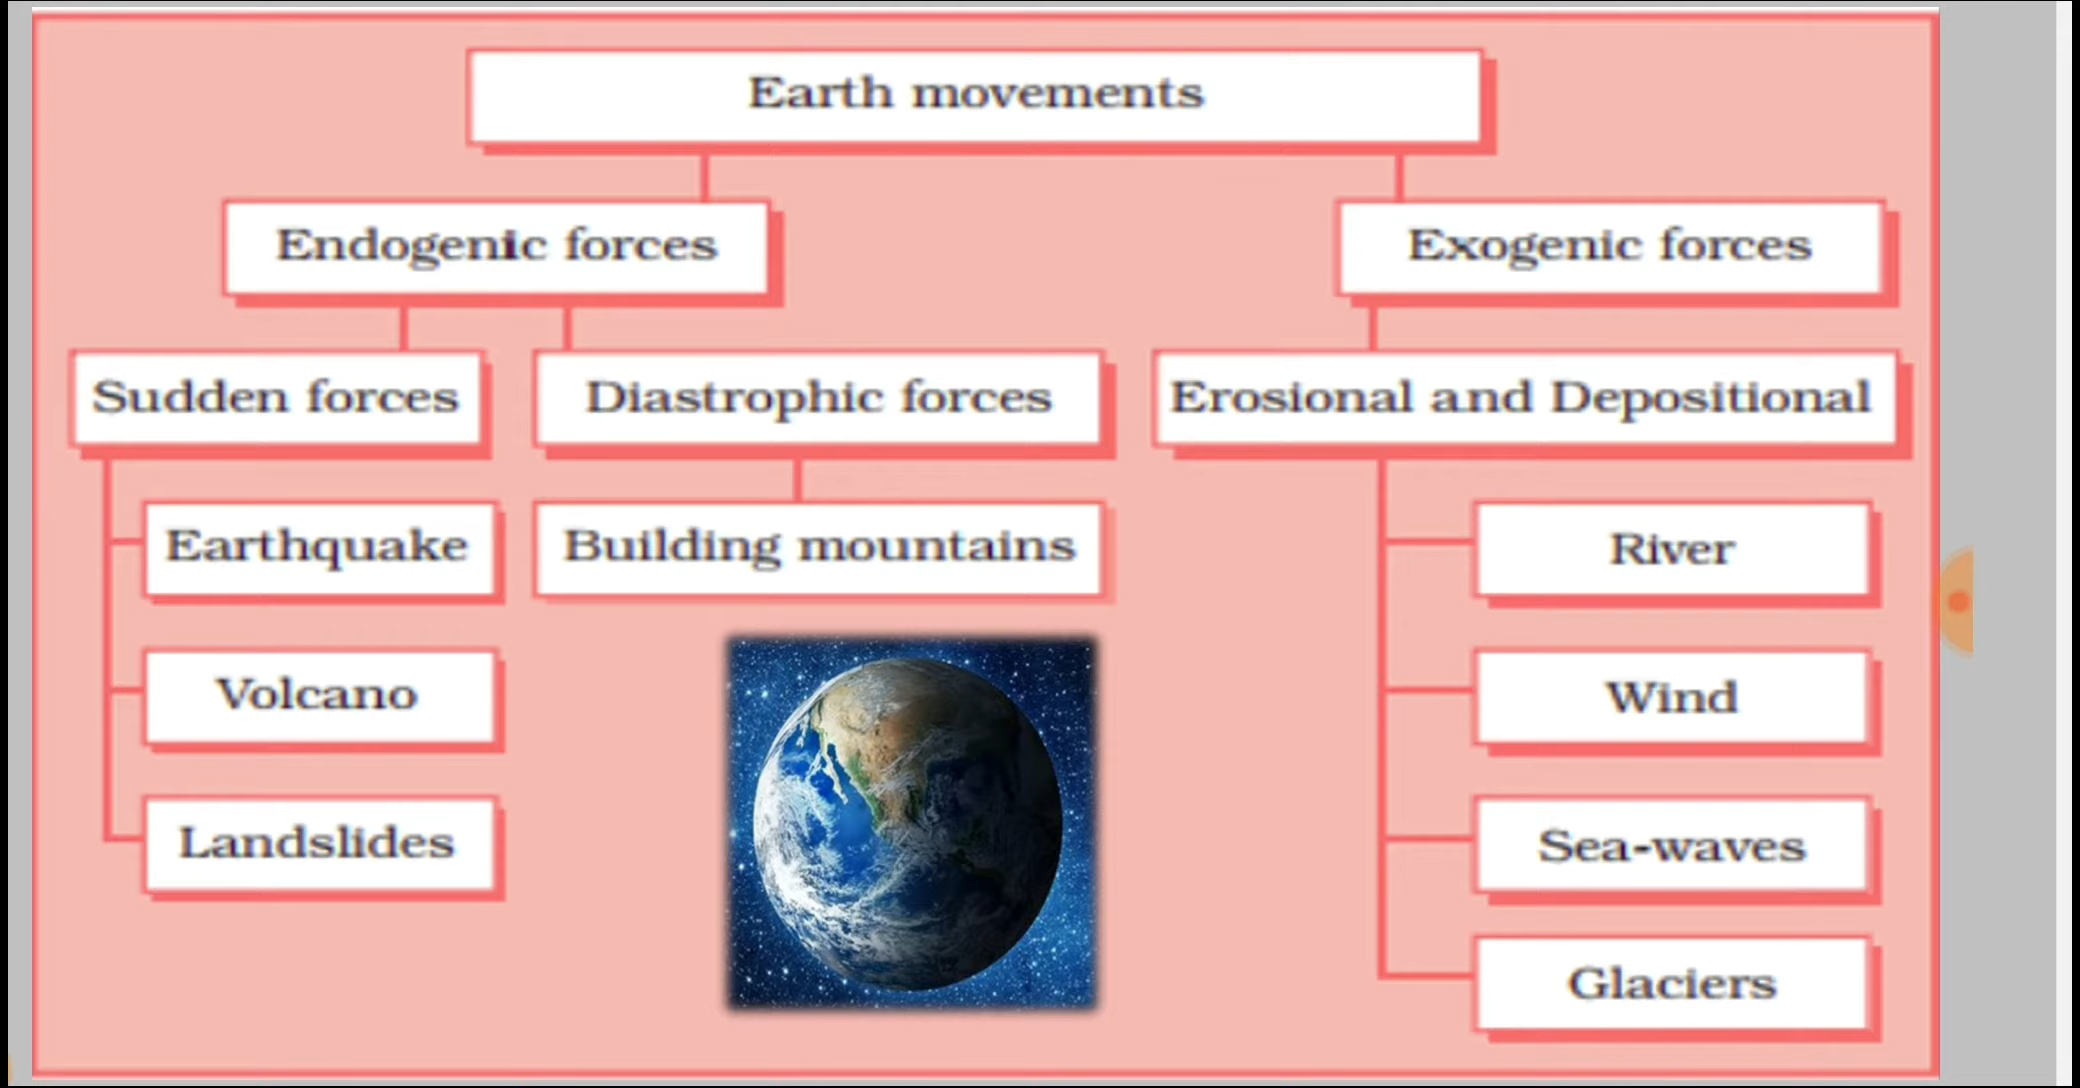 Earth movements
Endogenic forces
Exogenic forces
Sudden forces
Diastrophic forces
Erosional and Depositional
Earthquake
Building mountains
River
Volcano
Wind
Landslides
Sea-waves
Glaciers